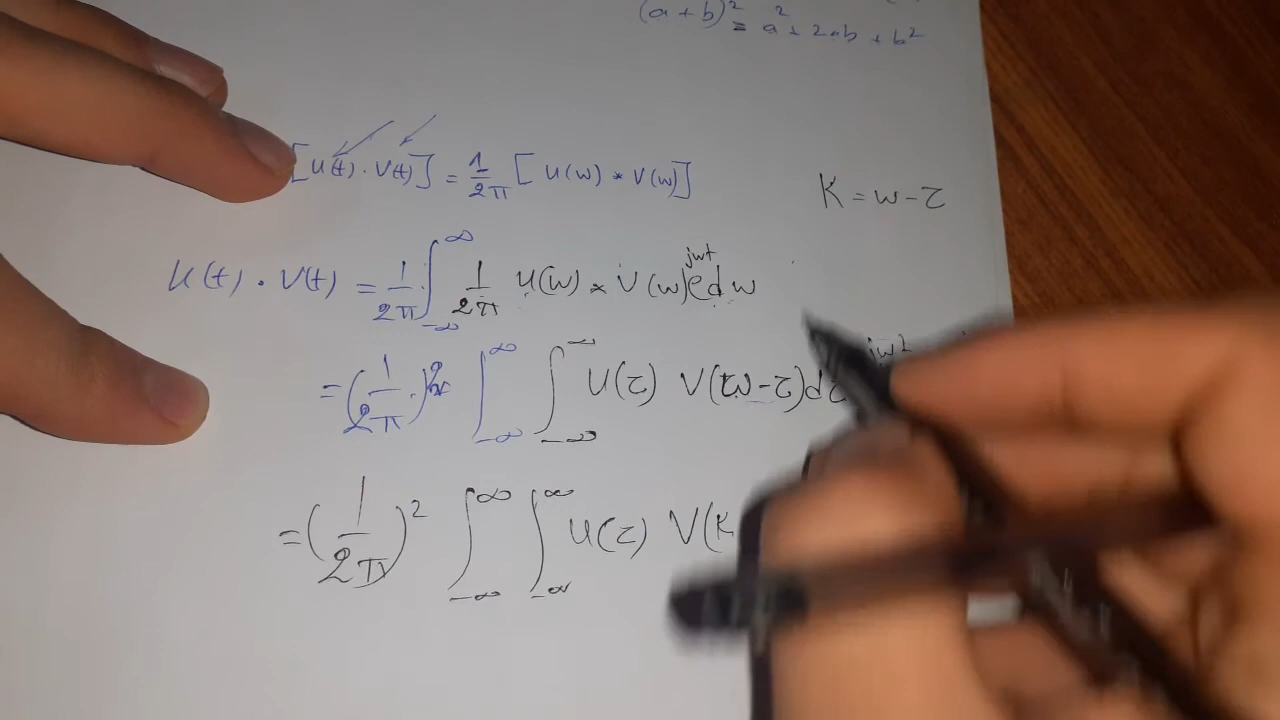 (a + b)² = a² + 2ab + b²
[u(t) · v(t)] = 1/2π [u(w) * v(w)]
K = w - τ
u(t) · v(t) = 1/2π ∫_{-∞}^{∞} 1/2π u(w) * v(w) e^{jwt} dw
= (1/2π)² ∫_{-∞}^{∞} ∫_{-∞}^{∞} u(τ) v(w-τ)dτ
= (1/2π)² ∫_{-∞}^{∞} ∫_{-∞}^{∞} u(τ) v(K